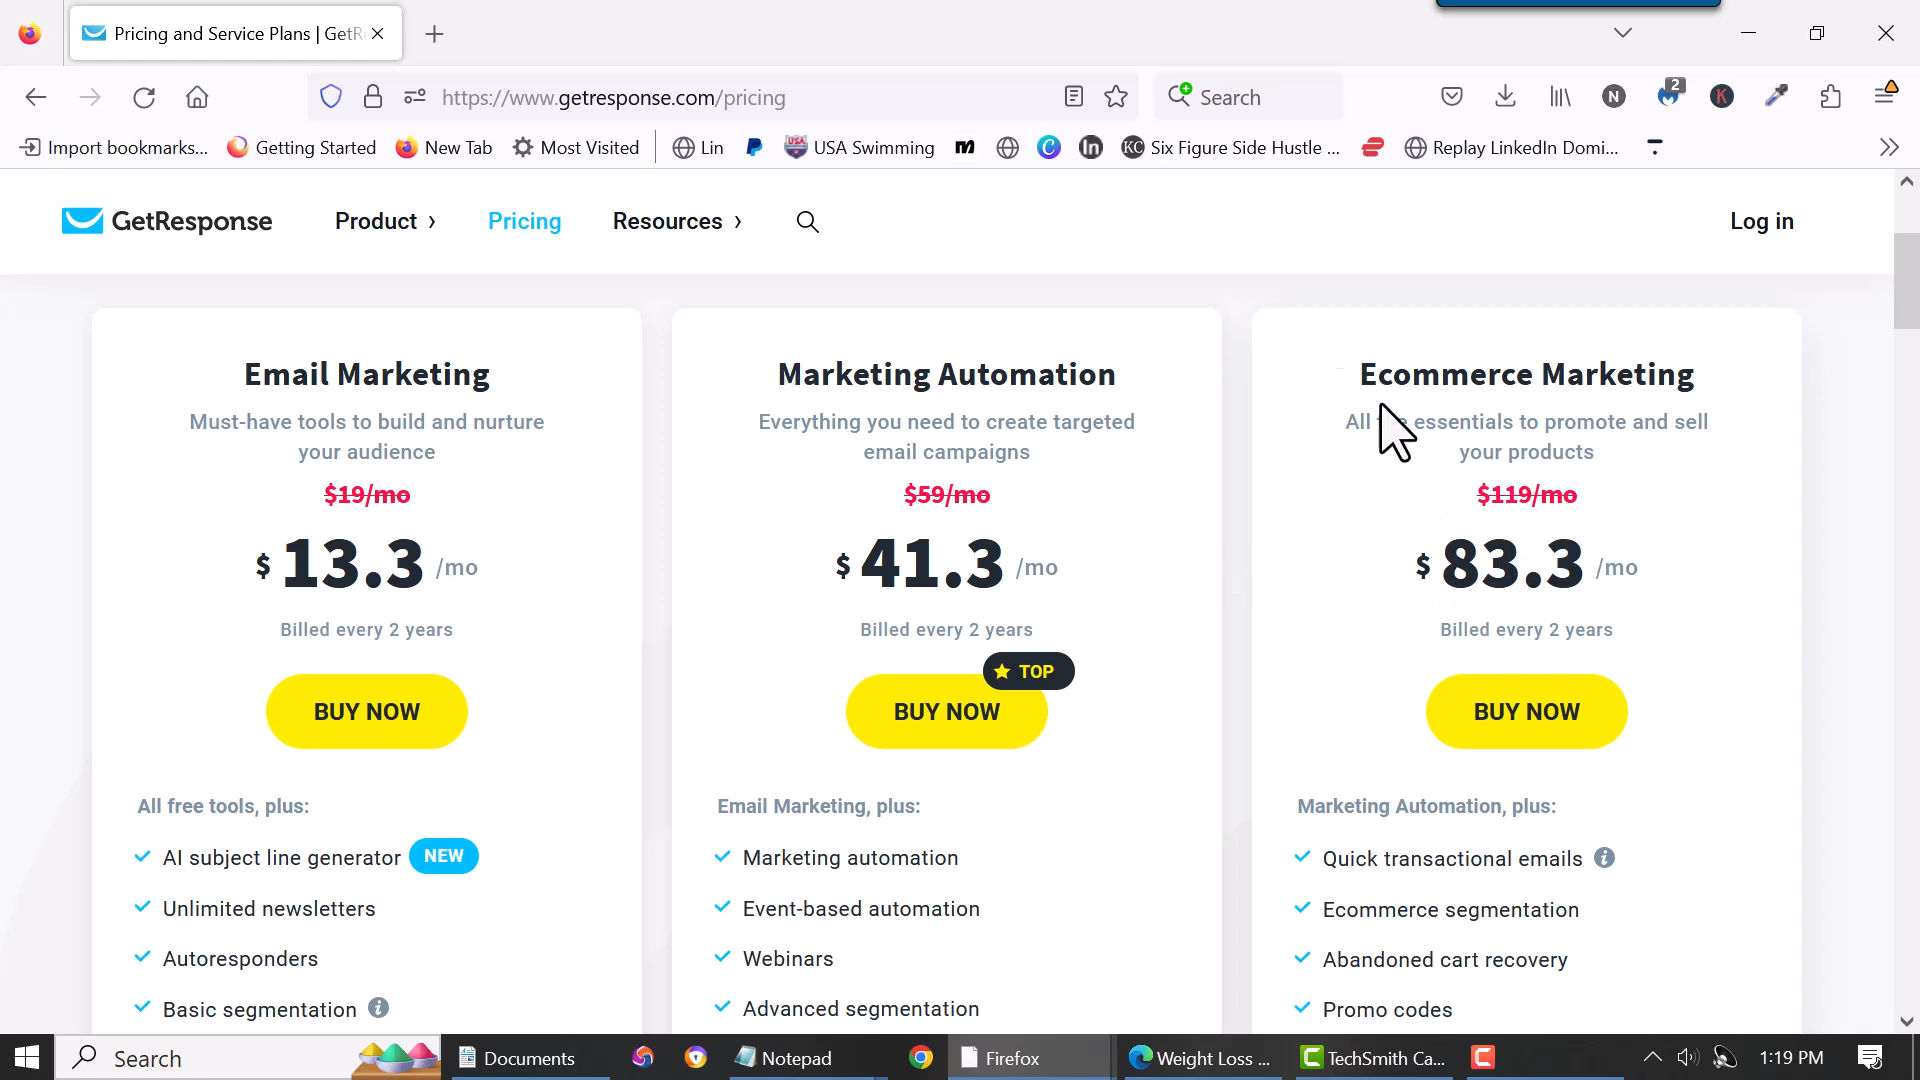 Pricing and Service Plans | GetR
https://www.getresponse.com/pricing
Search
N
2
K
Import bookmarks...
Getting Started
New Tab
Most Visited
Lin
USA Swimming
KC Six Figure Side Hustle ...
Replay LinkedIn Domi...
GetResponse
Product
Pricing
Resources
Log in
Email Marketing
Must-have tools to build and nurture
your audience
$19/mo
$ 13.3 /mo
Billed every 2 years
BUY NOW
All free tools, plus:
AI subject line generator NEW
Unlimited newsletters
Autoresponders
Basic segmentation
Marketing Automation
Everything you need to create targeted
email campaigns
$59/mo
$ 41.3 /mo
Billed every 2 years
TOP
BUY NOW
Email Marketing, plus:
Marketing automation
Event-based automation
Webinars
Advanced segmentation
Ecommerce Marketing
All essentials to promote and sell
your products
$119/mo
$ 83.3 /mo
Billed every 2 years
BUY NOW
Marketing Automation, plus:
Quick transactional emails
Ecommerce segmentation
Abandoned cart recovery
Promo codes
Search
Documents
Notepad
Firefox
Weight Loss ...
TechSmith Ca...
1:19 PM